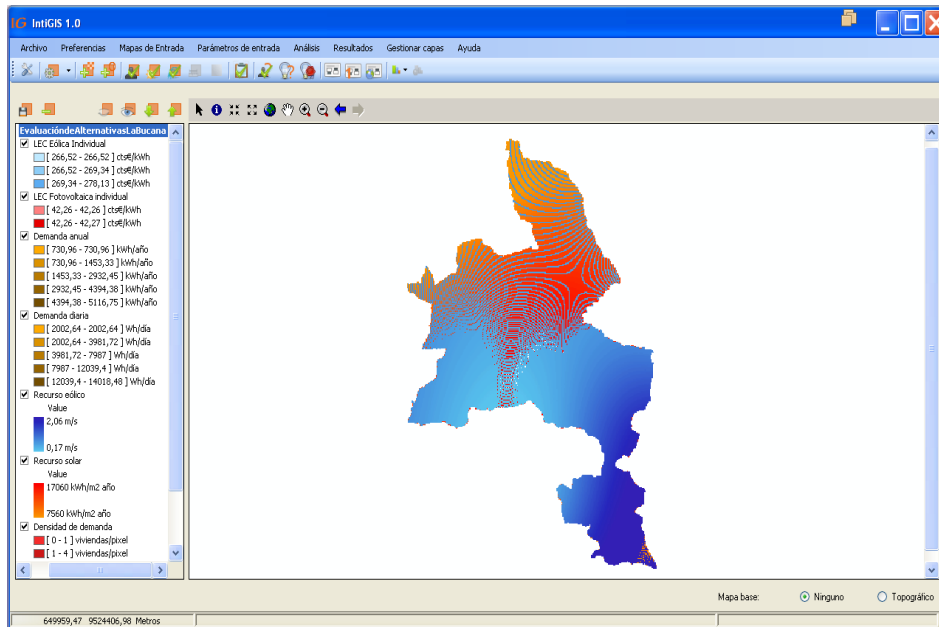 IG IntiGIS 1.0
Archivo Preferencias Mapas de Entrada Parámetros de entrada Análisis Resultados Gestionar capas Ayuda
EvaluacióndeAlternativasLaBucana
LEC Eólica Individual
[ 266,52 - 266,52 ] cts€/kWh
[ 266,52 - 269,34 ] cts€/kWh
[ 269,34 - 278,13 ] cts€/kWh
LEC Fotovoltaica individual
[ 42,26 - 42,26 ] cts€/kWh
[ 42,26 - 42,27 ] cts€/kWh
Demanda anual
[ 730,96 - 730,96 ] kWh/año
[ 730,96 - 1453,33 ] kWh/año
[ 1453,33 - 2932,45 ] kWh/año
[ 2932,45 - 4394,38 ] kWh/año
[ 4394,38 - 5116,75 ] kWh/año
Demanda diaria
[ 2002,64 - 2002,64 ] Wh/día
[ 2002,64 - 3981,72 ] Wh/día
[ 3981,72 - 7987 ] Wh/día
[ 7987 - 12039,4 ] Wh/día
[ 12039,4 - 14018,48 ] Wh/día
Recurso eólico
Value
2,06 m/s
0,17 m/s
Recurso solar
Value
17060 kWh/m2 año
7560 kWh/m2 año
Densidad de demanda
[ 0 - 1 ] viviendas/pixel
[ 1 - 4 ] viviendas/pixel
Mapa base: Ninguno Topográfico
649959,47 9524406,98 Metros